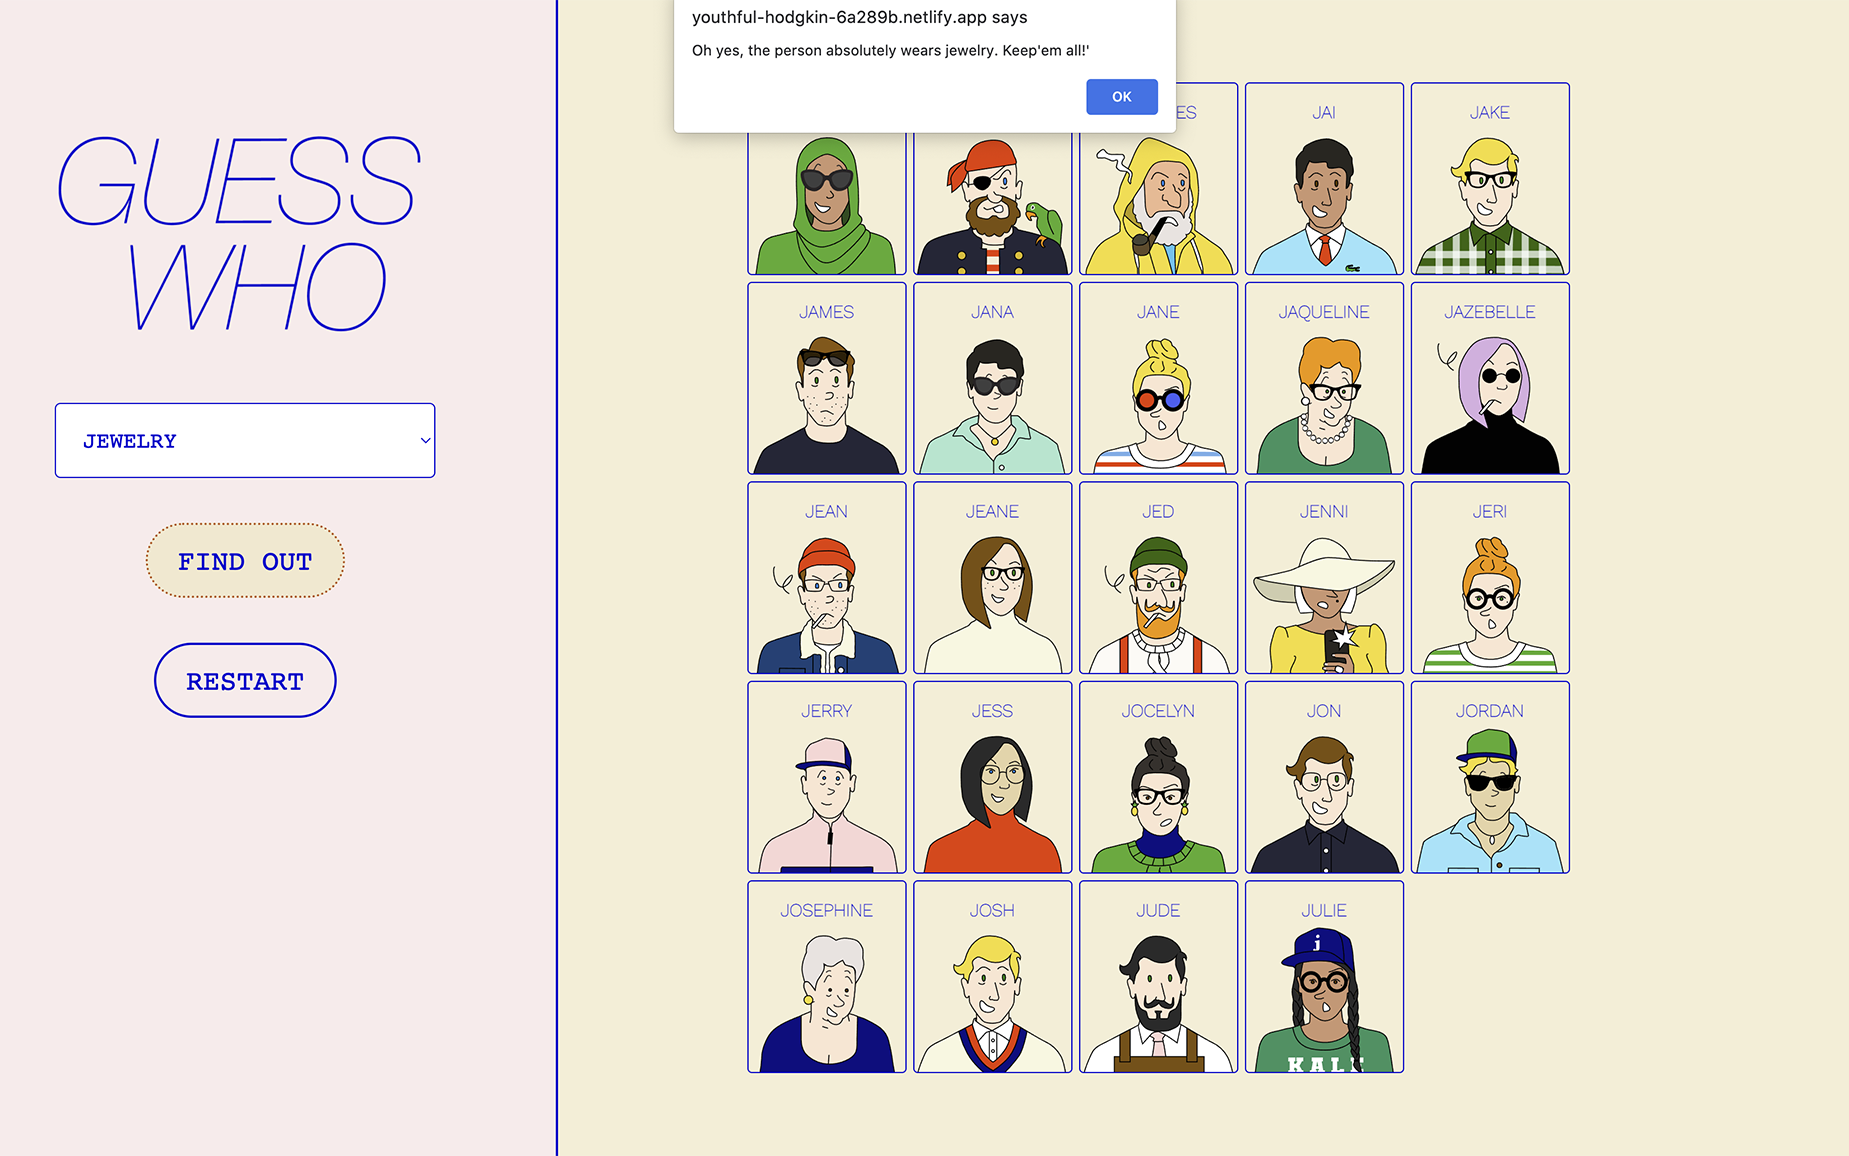 youthful-hodgkin-6a289b.netlify.app says
Oh yes, the person absolutely wears jewelry. Keep'em all!'
OK
GUESS
WHO
JEWELRY
FIND OUT
RESTART
ES
JAI
JAKE
JAMES
JANA
JANE
JAQUELINE
JAZEBELLE
JEAN
JEANE
JED
JENNI
JERI
JERRY
JESS
JOCELYN
JON
JORDAN
JOSEPHINE
JOSH
JUDE
JULIE
j
KALE